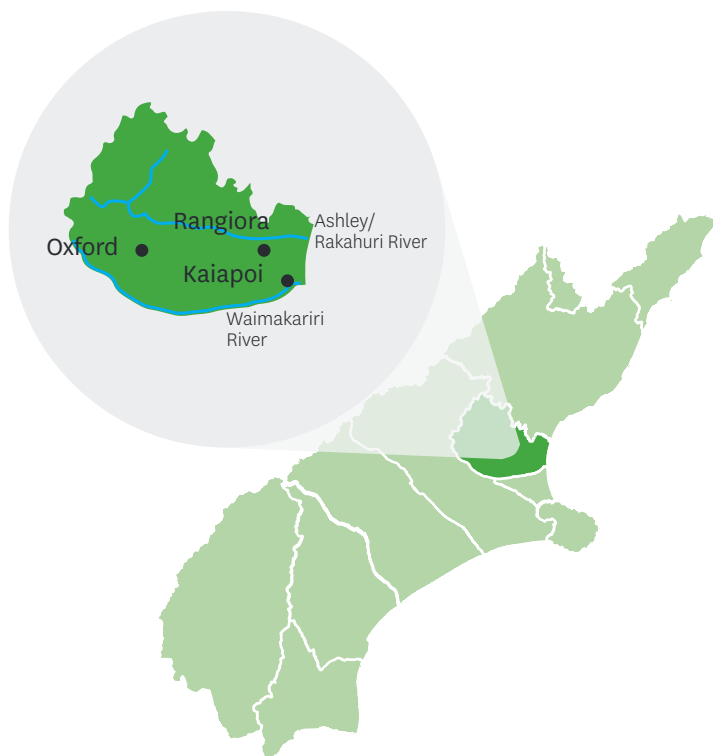 Rangiora
Ashley/
Rakahuri River
Oxford
Kaiapoi
Waimakariri
River